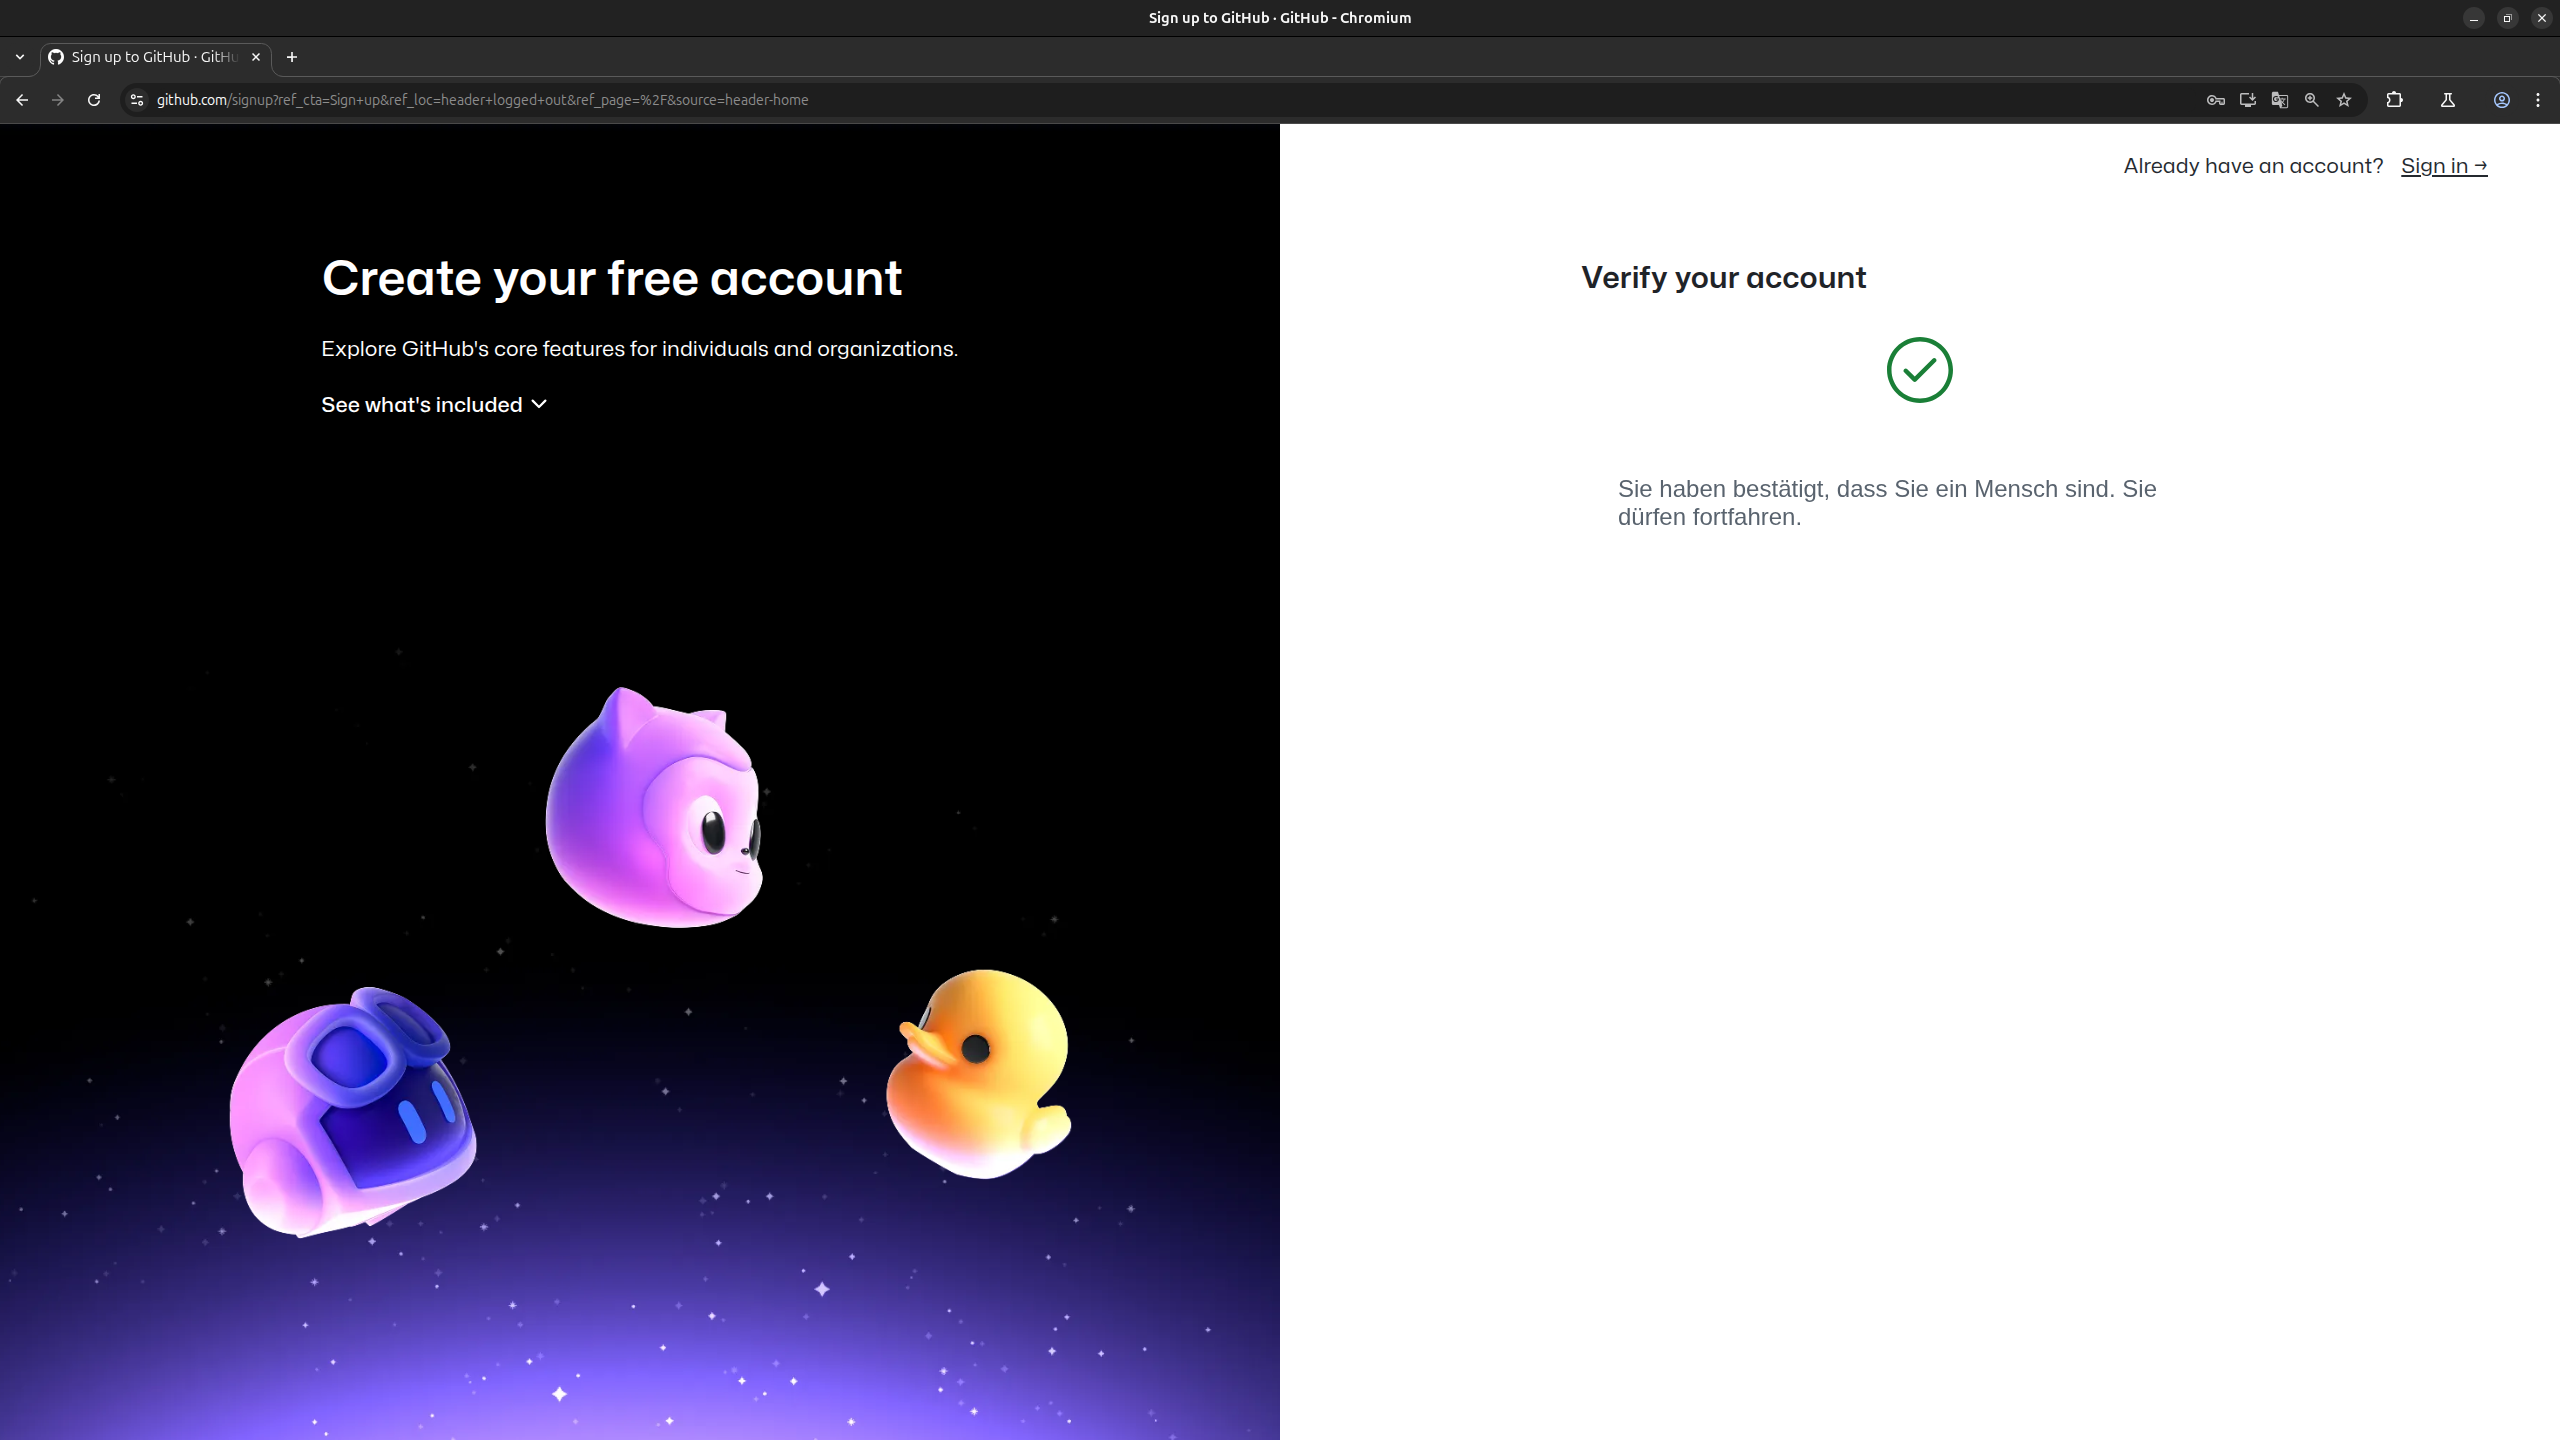 Sign up to GitHub · GitHub - Chromium
Sign up to GitHub · GitHu
github.com/signup?ref_cta=Sign+up&ref_loc=header+logged+out&ref_page=%2F&source=header-home
Already have an account? Sign in →
Create your free account
Explore GitHub's core features for individuals and organizations.
See what's included
Verify your account
Sie haben bestätigt, dass Sie ein Mensch sind. Sie
dürfen fortfahren.